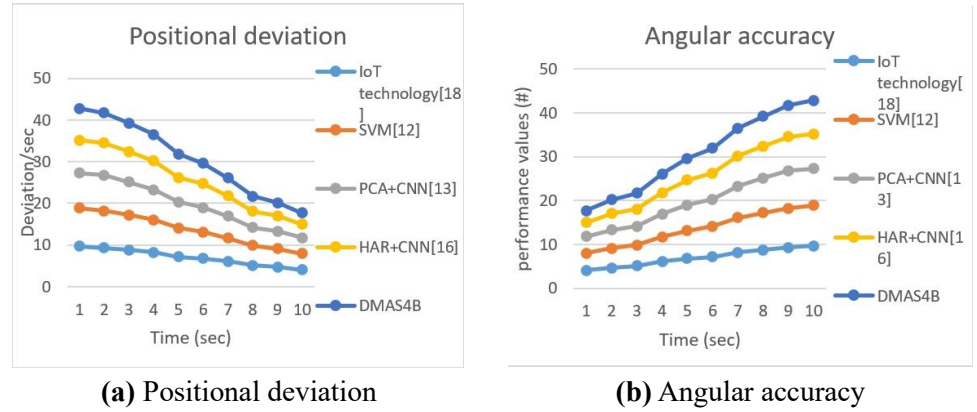 Positional deviation
Deviation/sec
50
40
30
20
10
0
1 2 3 4 5 6 7 8 9 10
Time (sec)
IoT
technology[18
]
SVM[12]
PCA+CNN[13]
HAR+CNN[16]
DMAS4B
(a) Positional deviation
Angular accuracy
performance values (#)
50
40
30
20
10
0
1 2 3 4 5 6 7 8 9 10
Time (sec)
IoT
technology[
18]
SVM[12]
PCA+CNN[1
3]
HAR+CNN[1
6]
DMAS4B
(b) Angular accuracy